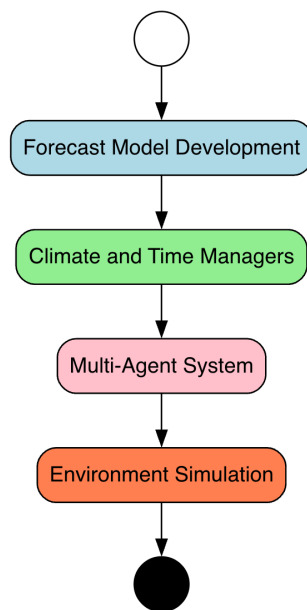 Forecast Model Development
Climate and Time Managers
Multi-Agent System
Environment Simulation